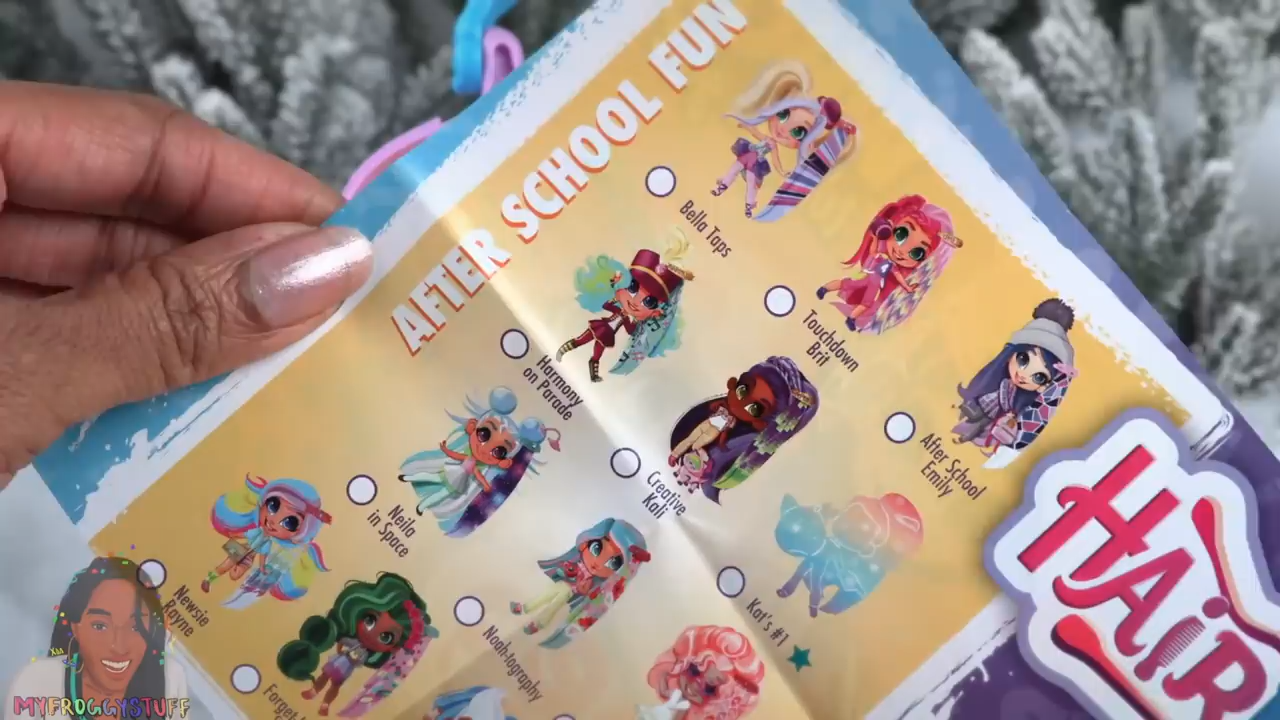 AFTER SCHOOL FUN
Bella Taps
Touchdown
Brit
After School
Emily
Harmony
on Parade
Creative
Kali
Kat's #1
Neila
in Space
Noah-tography
Newsie
Rayne
Forget
HAIR
MYFROGGYSTUFF